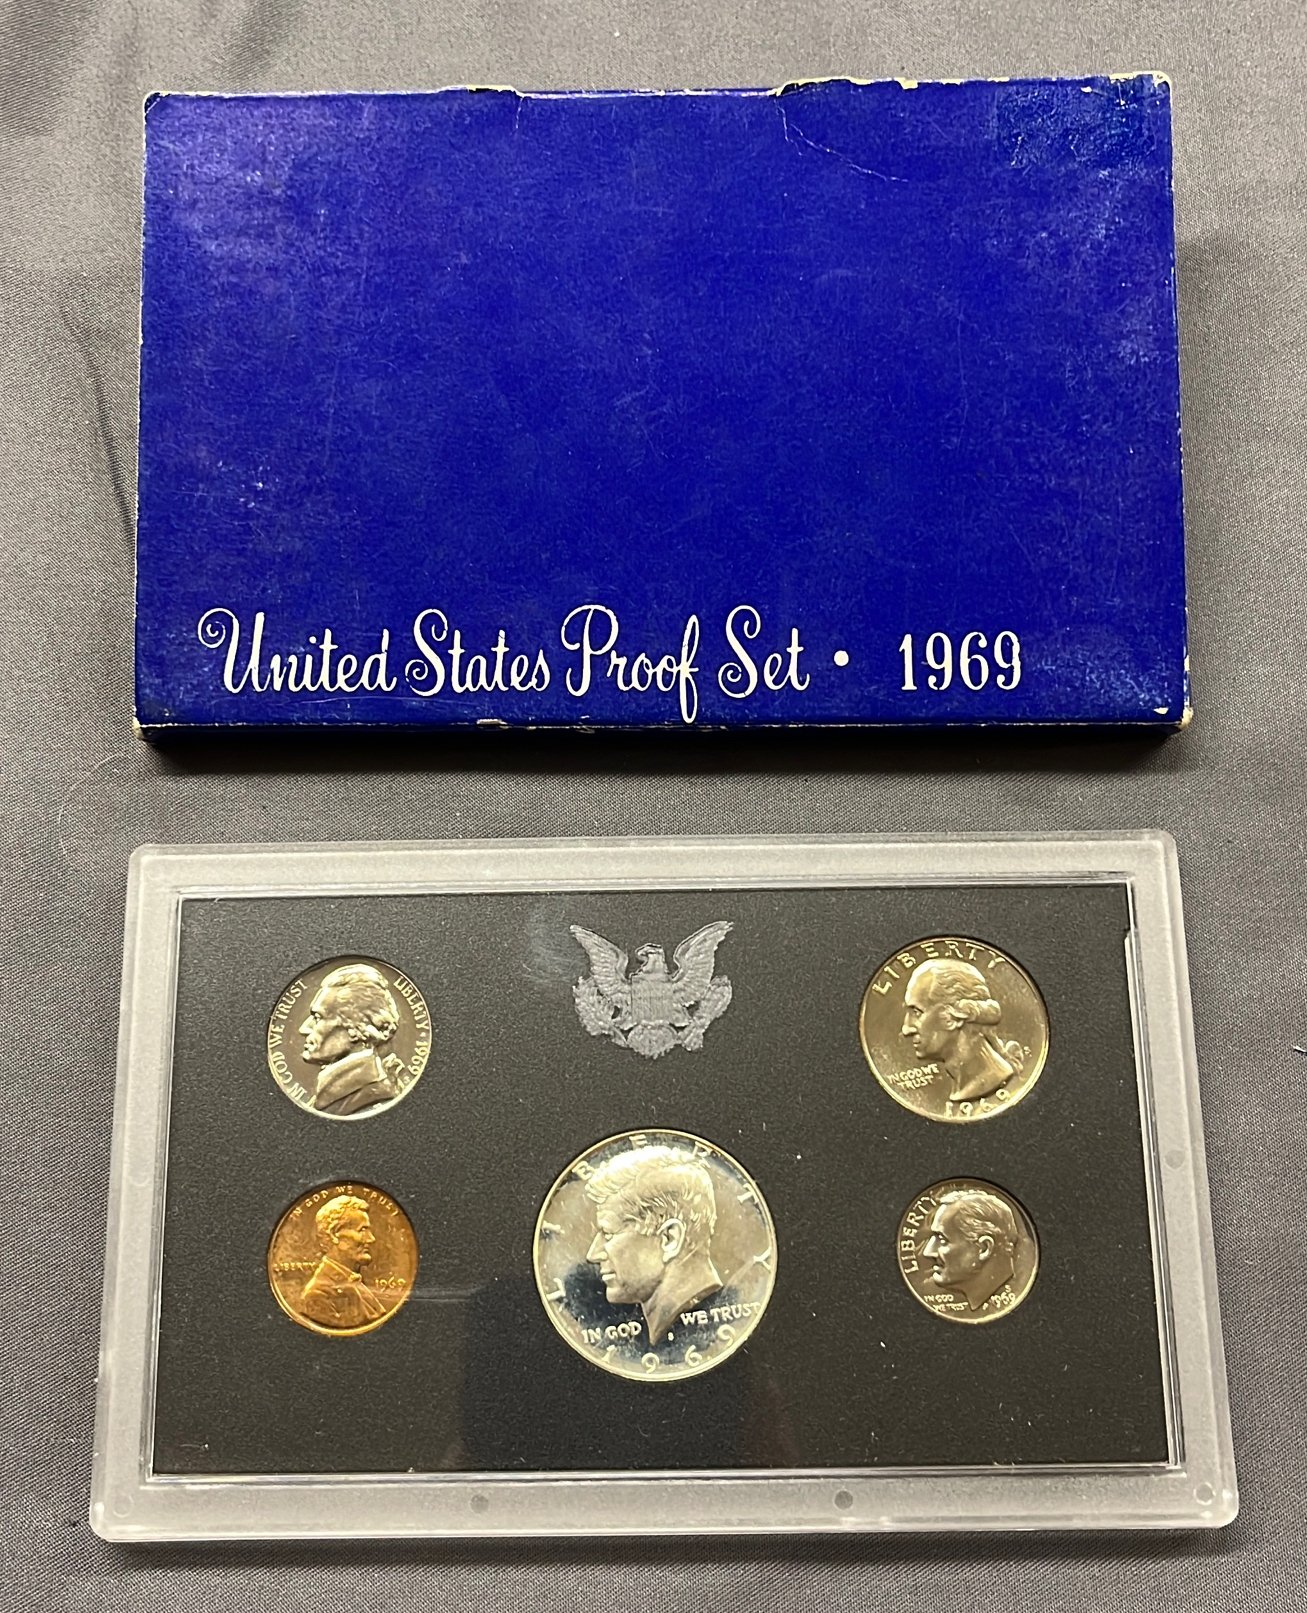 United States Proof Set • 1969
IN GOD WE TRUST
LIBERTY • 1969
S
LIBERTY
IN GOD WE
TRUST
1969
S
IN GOD WE TRUST
LIBERTY
1969
LIBERTY
IN GOD WE TRUST
1969
LIBERTY
IN GOD
WE TRUST
1969